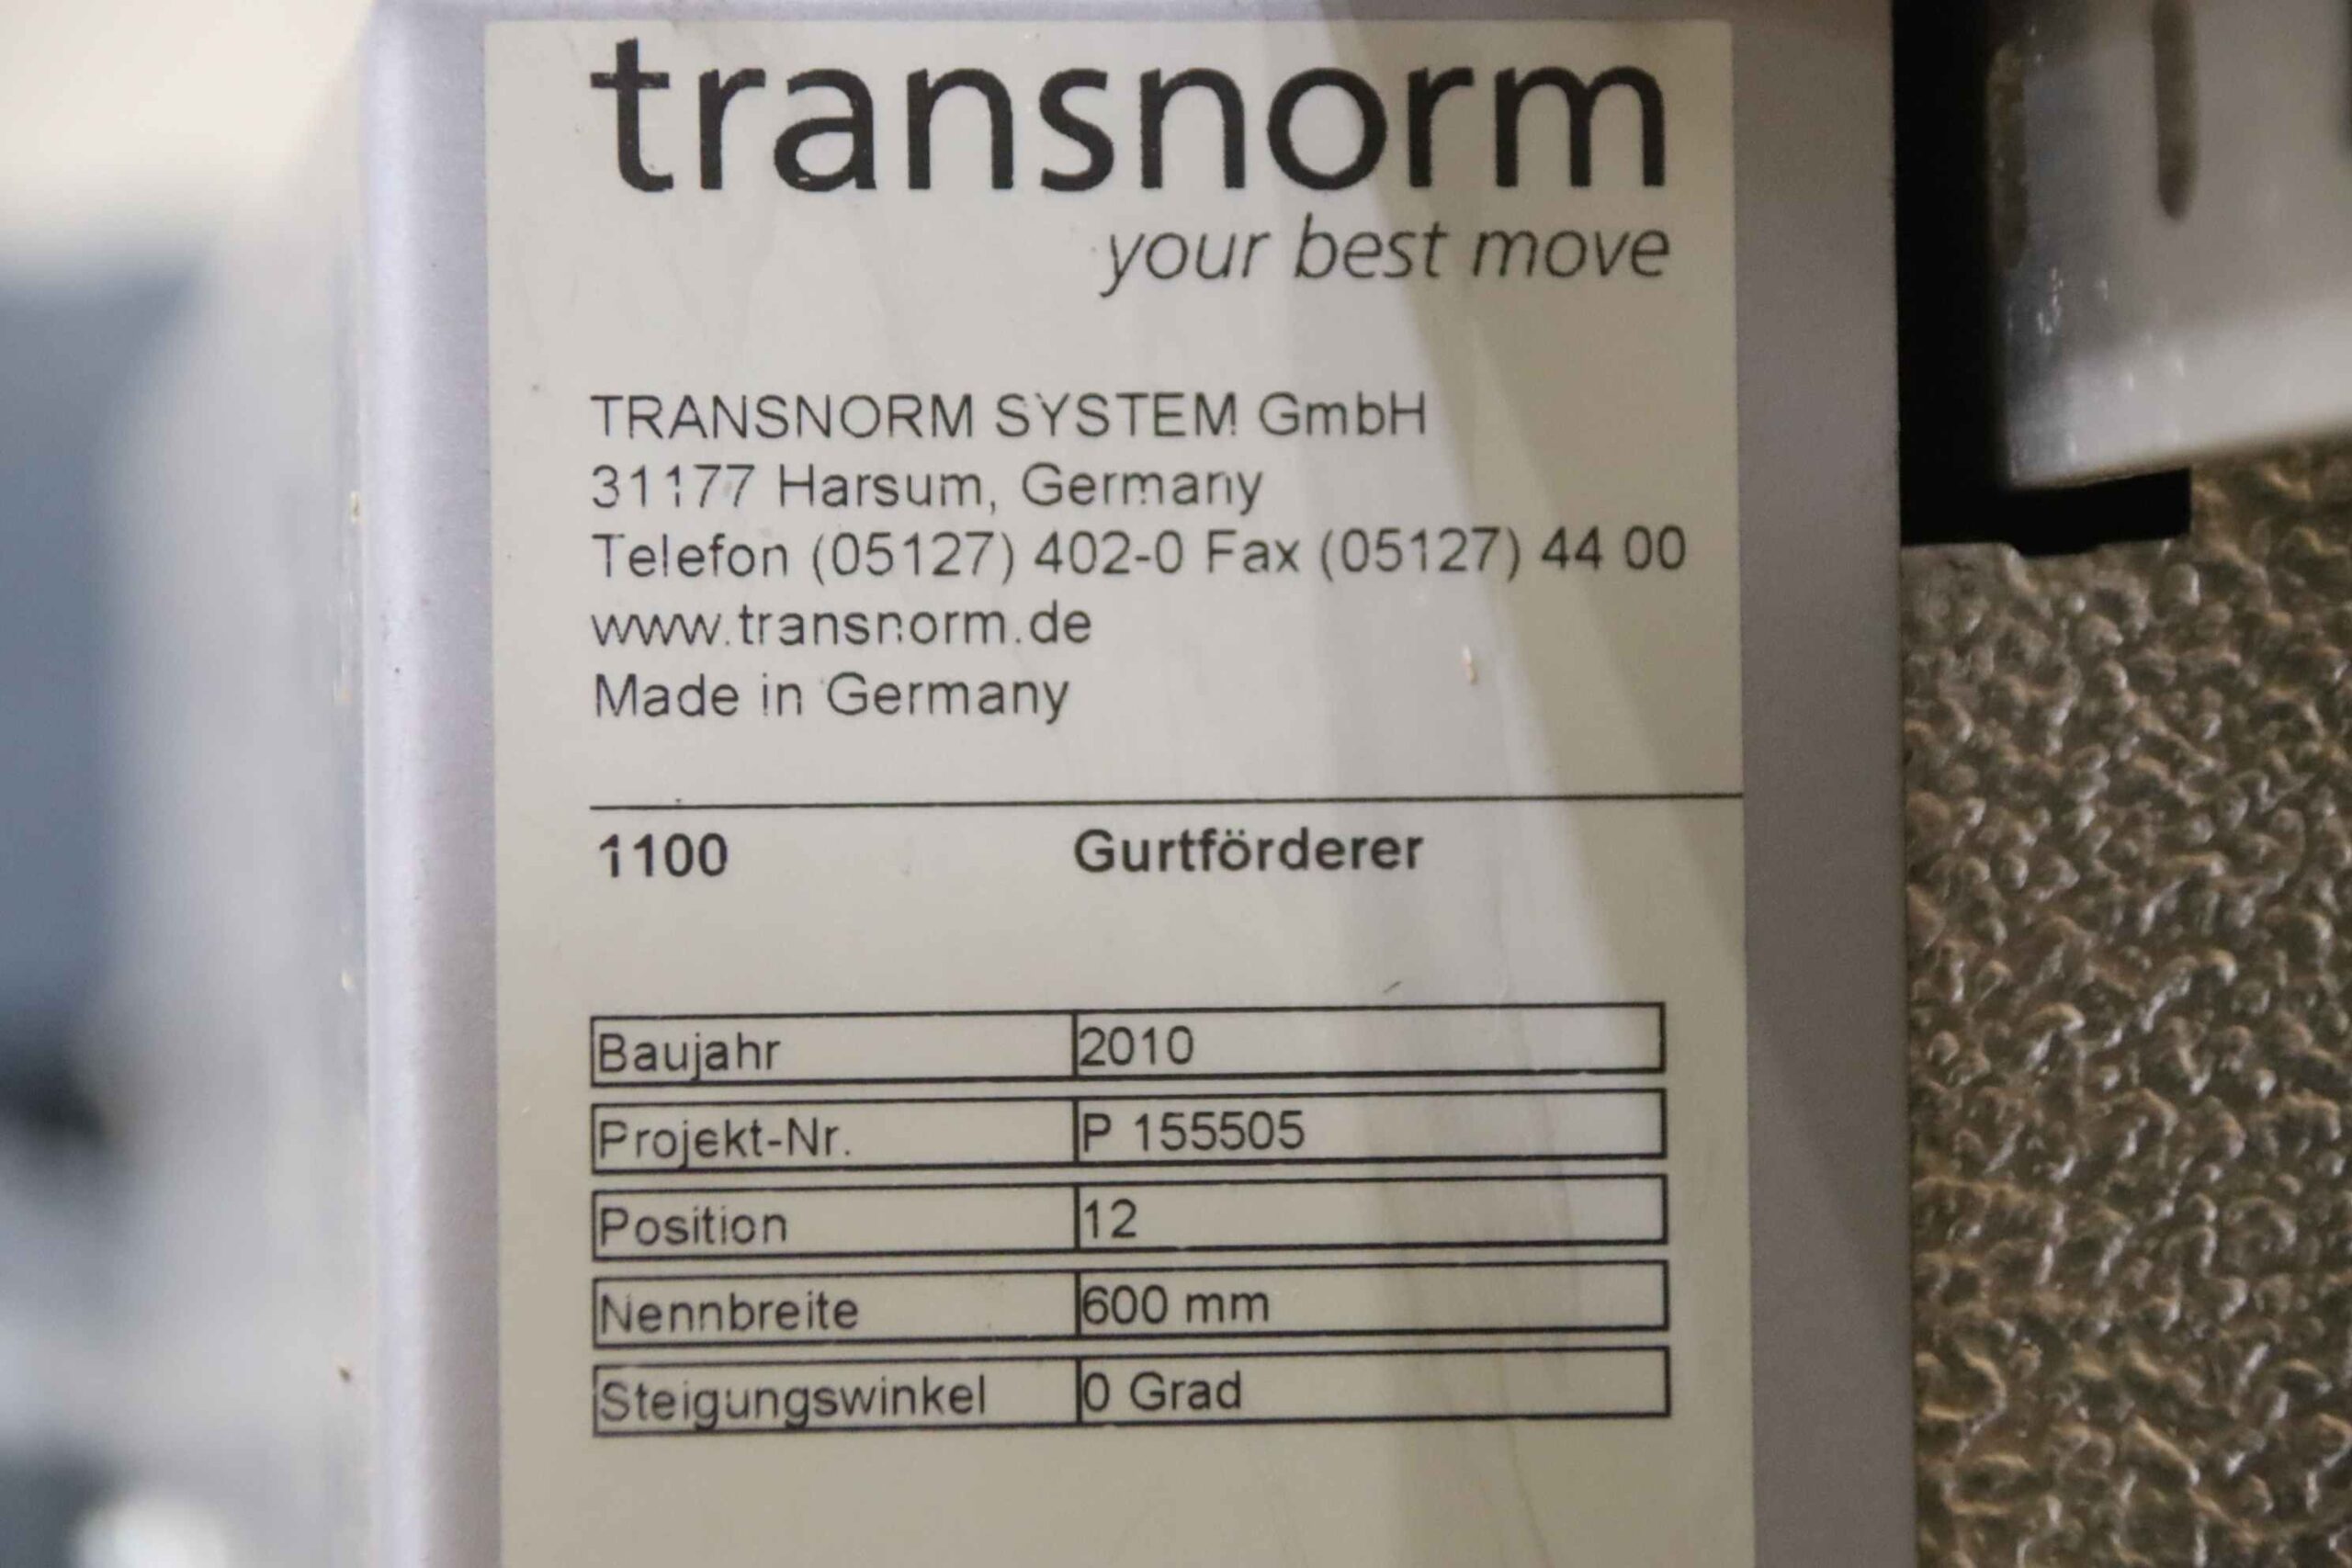 transnorm
your best move
TRANSNORM SYSTEM GmbH
31177 Harsum, Germany
Telefon (05127) 402-0 Fax (05127) 44 00
www.transnorm.de
Made in Germany
1100 Gurtförderer
Baujahr 2010
Projekt-Nr. P 155505
Position 12
Nennbreite 600 mm
Steigungswinkel 0 Grad